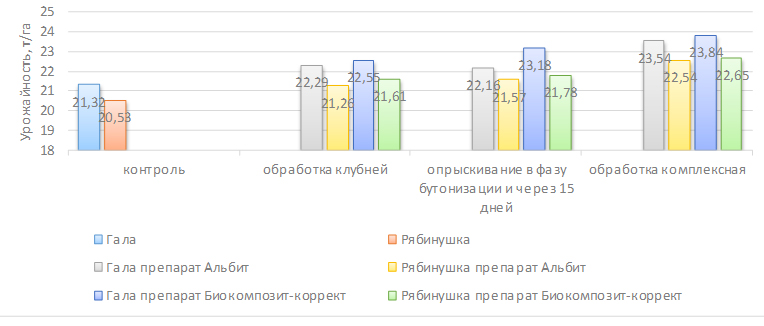 Урожайность, т/га
25
24
23
22
21
20
19
18
21,32
20,53
22,29
21,26
22,55
21,61
22,16
21,57
23,18
21,78
23,54
22,54
23,84
22,65
контроль
обработка клубней
опрыскивание в фазу
бутонизации и через 15
дней
обработка комплексная
Гала
Рябинушка
Гала препарат Альбит
Рябинушка препарат Альбит
Гала препарат Биокомпозит-коррект
Рябинушка препарат Биокомпозит-коррект